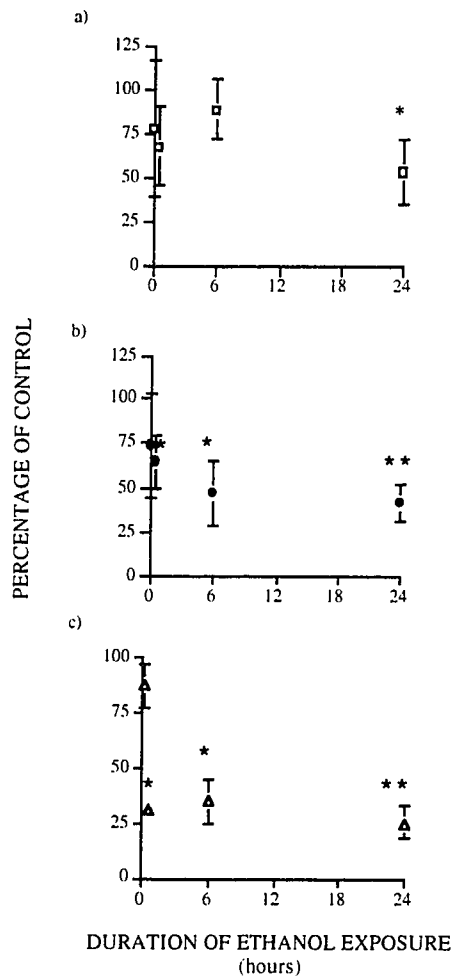 a)
125
100
75
50
25
0
*
0 6 12 18 24
b)
125
100
75
50
25
0
*
*
* *
0 6 12 18 24
c)
100
75
50
25
0
*
*
* *
0 6 12 18 24
PERCENTAGE OF CONTROL
DURATION OF ETHANOL EXPOSURE
(hours)